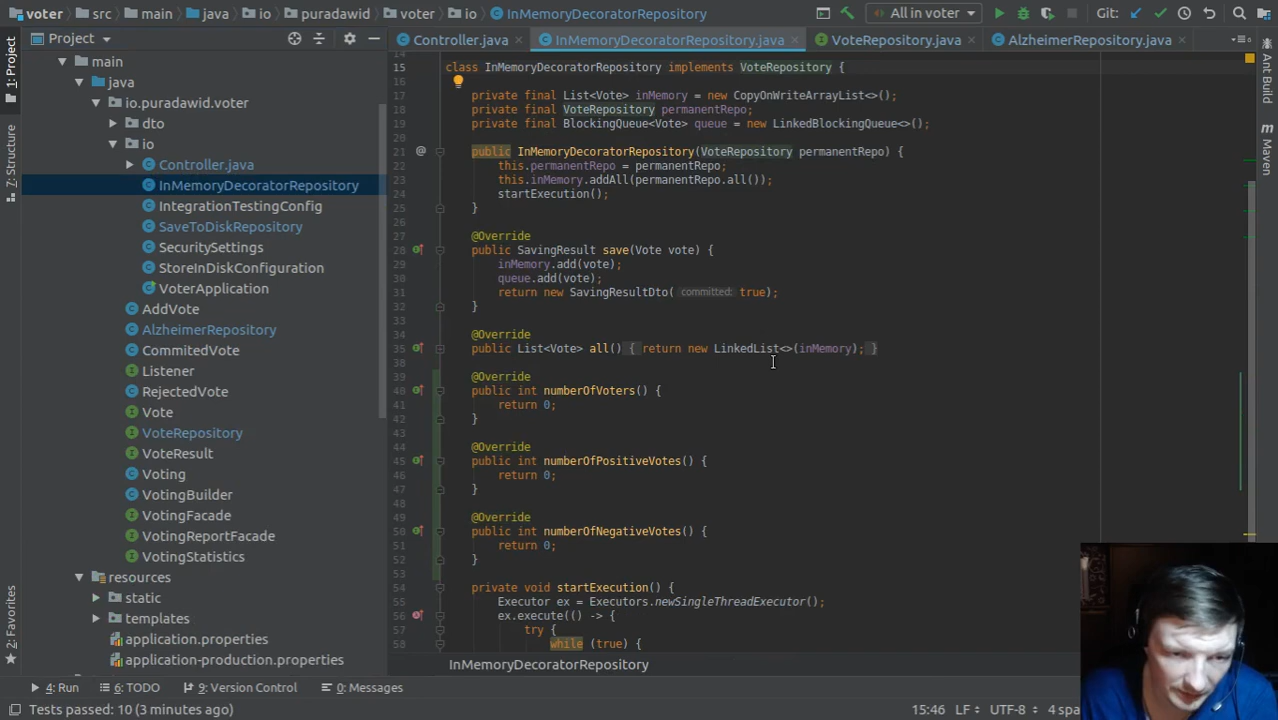 voter
src
main
java
io
puradawid
voter
io
InMemoryDecoratorRepository
All in voter
Git:
Project
Controller.java
InMemoryDecoratorRepository.java
VoteRepository.java
AlzheimerRepository.java
1: Project
7: Structure
2: Favorites
Ant Build
Maven
main
java
io.puradawid.voter
dto
io
Controller.java
InMemoryDecoratorRepository
IntegrationTestingConfig
SaveToDiskRepository
SecuritySettings
StoreInDiskConfiguration
VoterApplication
AddVote
AlzheimerRepository
CommitedVote
Listener
RejectedVote
Vote
VoteRepository
VoteResult
Voting
VotingBuilder
VotingFacade
VotingReportFacade
VotingStatistics
resources
static
templates
application.properties
application-production.properties
14
15 class InMemoryDecoratorRepository implements VoteRepository {
16
17 private final List<Vote> inMemory = new CopyOnWriteArrayList<>();
18 private final VoteRepository permanentRepo;
19 private final BlockingQueue<Vote> queue = new LinkedBlockingQueue<>();
20
21 public InMemoryDecoratorRepository(VoteRepository permanentRepo) {
22 this.permanentRepo = permanentRepo;
23 this.inMemory.addAll(permanentRepo.all());
24 startExecution();
25 }
26
27 @Override
28 public SavingResult save(Vote vote) {
29 inMemory.add(vote);
30 queue.add(vote);
31 return new SavingResultDto( committed: true);
32 }
33
34 @Override
35 public List<Vote> all() { return new LinkedList<>(inMemory); }
38
39 @Override
40 public int numberOfVoters() {
41 return 0;
42 }
43
44 @Override
45 public int numberOfPositiveVotes() {
46 return 0;
47 }
48
49 @Override
50 public int numberOfNegativeVotes() {
51 return 0;
52 }
53
54 private void startExecution() {
55 Executor ex = Executors.newSingleThreadExecutor();
56 ex.execute(() -> {
57 try {
58 while (true) {
InMemoryDecoratorRepository
4: Run
6: TODO
9: Version Control
0: Messages
Tests passed: 10 (3 minutes ago)
15:46
LF
UTF-8
4 spa